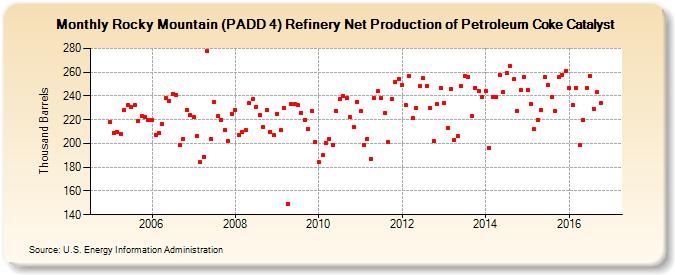 Monthly Rocky Mountain (PADD 4) Refinery Net Production of Petroleum Coke Catalyst
Thousand Barrels
280
260
240
220
200
180
160
140
2006 2008 2010 2012 2014 2016
Source: U.S. Energy Information Administration